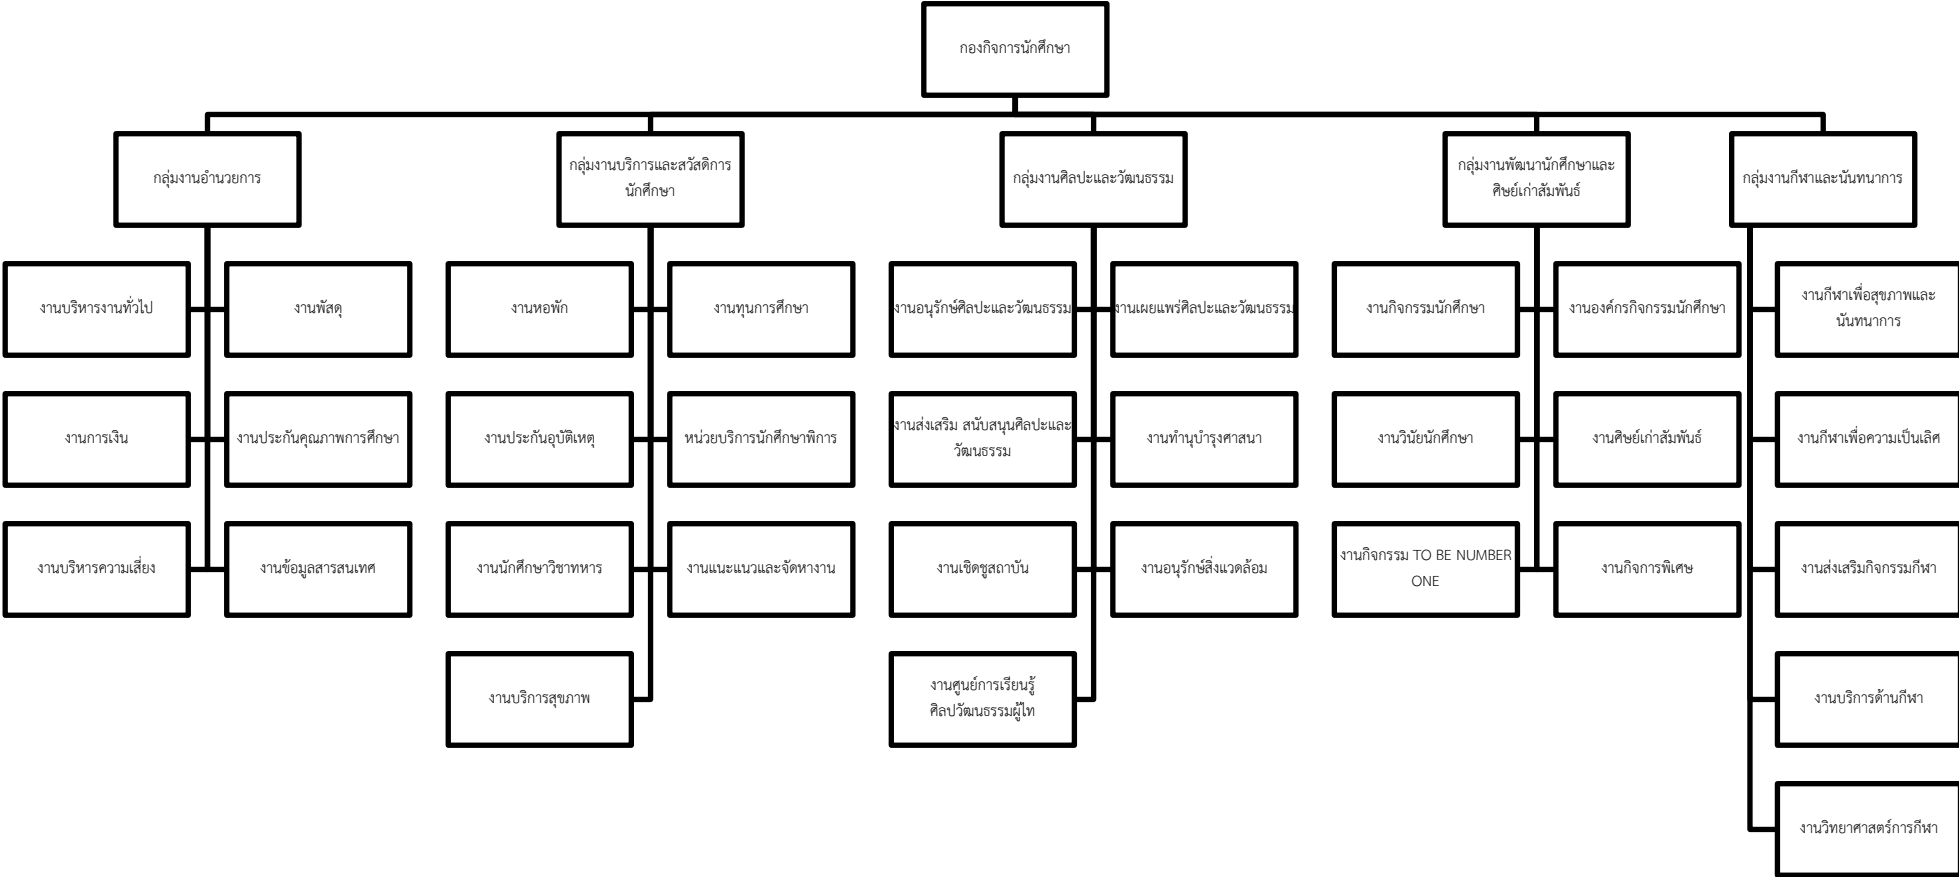 กองกิจการนักศึกษา
กลุ่มงานอำนวยการ
กลุ่มงานบริการและสวัสดิการ
นักศึกษา
กลุ่มงานศิลปะและวัฒนธรรม
กลุ่มงานพัฒนานักศึกษาและ
ศิษย์เก่าสัมพันธ์
กลุ่มงานกีฬาและนันทนาการ
งานบริหารงานทั่วไป
งานพัสดุ
งานหอพัก
งานทุนการศึกษา
งานอนุรักษ์ศิลปะและวัฒนธรรม
งานเผยแพร่ศิลปะและวัฒนธรรม
งานกิจกรรมนักศึกษา
งานองค์กรกิจกรรมนักศึกษา
งานกีฬาเพื่อสุขภาพและ
นันทนาการ
งานการเงิน
งานประกันคุณภาพการศึกษา
งานประกันอุบัติเหตุ
หน่วยบริการนักศึกษาพิการ
งานส่งเสริม สนับสนุนศิลปะและ
วัฒนธรรม
งานทำนุบำรุงศาสนา
งานวินัยนักศึกษา
งานศิษย์เก่าสัมพันธ์
งานกีฬาเพื่อความเป็นเลิศ
งานบริหารความเสี่ยง
งานข้อมูลสารสนเทศ
งานนักศึกษาวิชาทหาร
งานแนะแนวและจัดหางาน
งานเชิดชูสถาบัน
งานอนุรักษ์สิ่งแวดล้อม
งานกิจกรรม TO BE NUMBER
ONE
งานกิจการพิเศษ
งานส่งเสริมกิจกรรมกีฬา
งานบริการสุขภาพ
งานศูนย์การเรียนรู้
ศิลปวัฒนธรรมผู้ไท
งานบริการด้านกีฬา
งานวิทยาศาสตร์การกีฬา